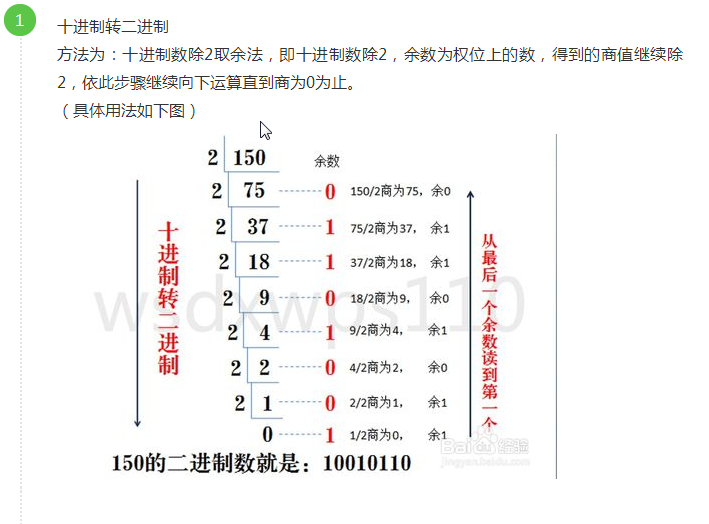 1
十进制转二进制
方法为：十进制数除2取余法，即十进制数除2，余数为权位上的数，得到的商值继续除
2，依此步骤继续向下运算直到商为0为止。
（具体用法如下图）
2 150 余数
2 75 0 150/2商为75， 余0
2 37 1 75/2商为37， 余1
2 18 1 37/2商为18， 余1
2 9 0 18/2商为9， 余0
2 4 1 9/2商为4， 余1
2 2 0 4/2商为2， 余0
2 1 0 2/2商为1， 余1
0 1 1/2商为0， 余1
十进制转二进制
从最后一个余数读到第一个
wsdxwps110
Baidu经验
jingyan.baidu.com
150的二进制数就是：10010110